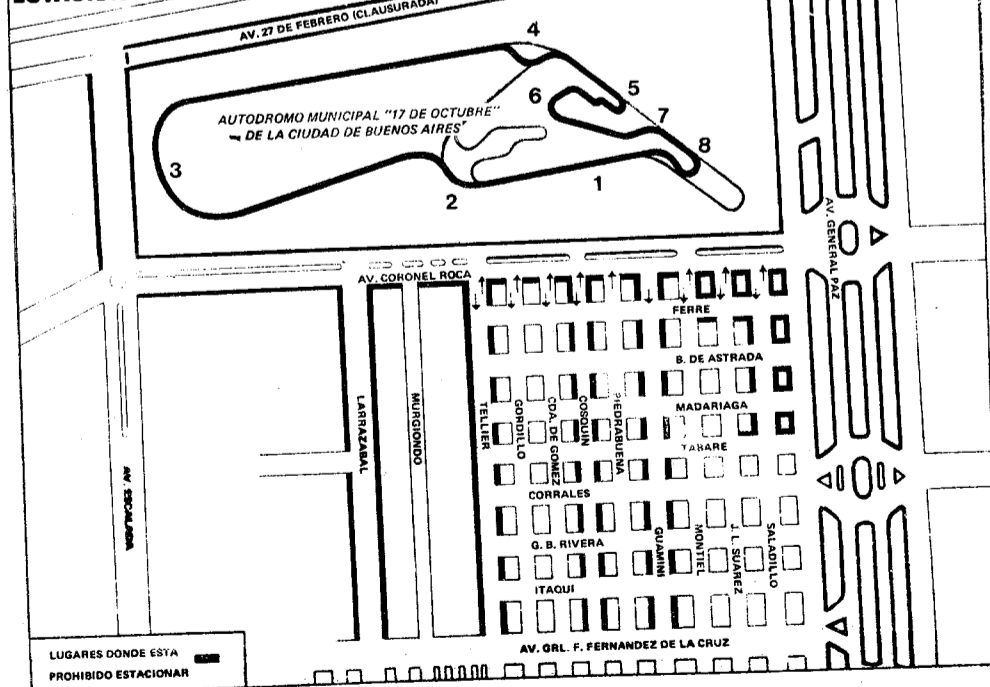 AV. 27 DE FEBRERO (CLAUSURADA)
4
5
6
7
8
AUTODROMO MUNICIPAL "17 DE OCTUBRE"
DE LA CIUDAD DE BUENOS AIRES
3
2
1
AV. GENERAL PAZ
AV. CORONEL ROCA
FERRE
B. DE ASTRADA
MADARIAGA
TABARE
LARRAZABAL
MURGIONDO
TELLIER
GORDILLO
CDA. DE GOMEZ
COSQUIN
PIEDRABUENA
CORRALES
G. B. RIVERA
GUAMINI
MONTIEL
J. L. SUAREZ
SALADILLO
ITAQUI
AV. ESCALADA
AV. GRL. F. FERNANDEZ DE LA CRUZ
LUGARES DONDE ESTA
PROHIBIDO ESTACIONAR